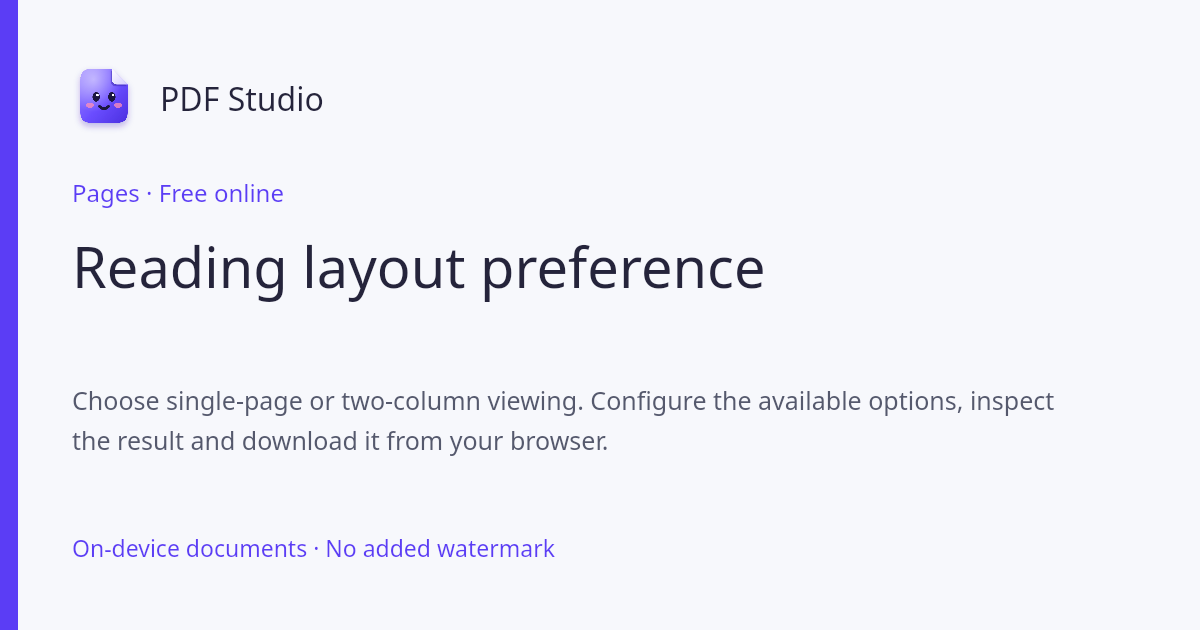 PDF Studio
Pages · Free online
Reading layout preference
Choose single-page or two-column viewing. Configure the available options, inspect
the result and download it from your browser.
On-device documents · No added watermark